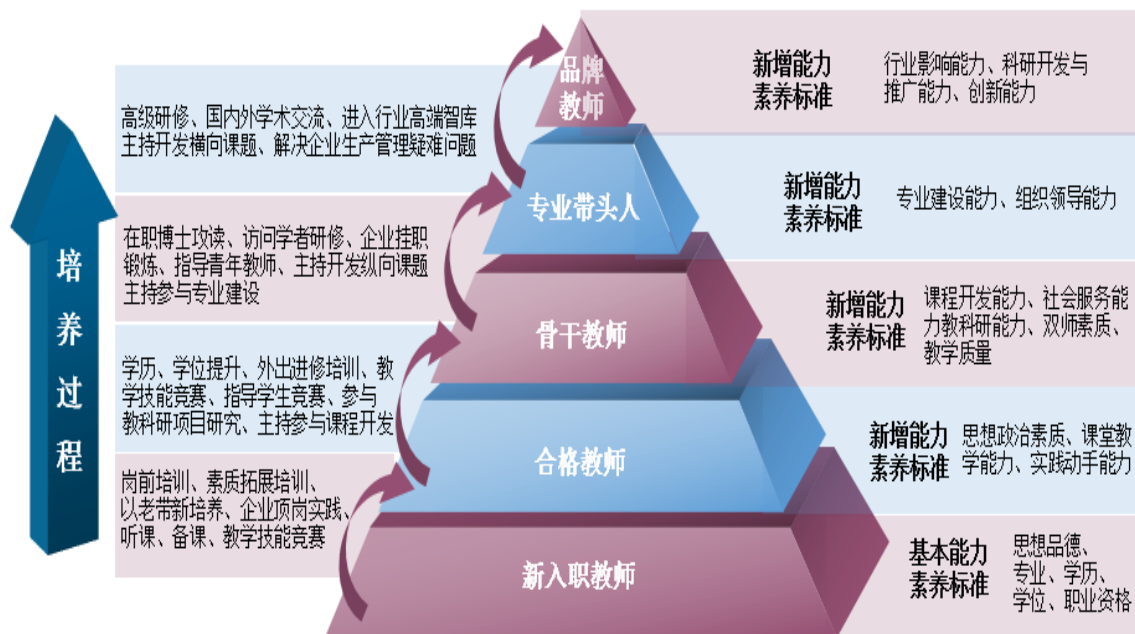 品牌
教师
新增能力
素养标准
行业影响能力、科研开发与
推广能力、创新能力
高级研修、国内外学术交流、进入行业高端智库
主持开发横向课题、解决企业生产管理疑难问题
专业带头人
新增能力
素养标准
专业建设能力、组织领导能力
在职博士攻读、访问学者研修、企业挂职
锻炼、指导青年教师、主持开发纵向课题
主持参与专业建设
骨干教师
新增能力
素养标准
课程开发能力、社会服务能
力教科研能力、双师素质、
教学质量
学历、学位提升、外出进修培训、教
学技能竞赛、指导学生竞赛、参与
教科研项目研究、主持参与课程开发
合格教师
新增能力
素养标准
思想政治素质、课堂教
学能力、实践动手能力
岗前培训、素质拓展培训、
以老带新培养、企业顶岗实践、
听课、备课、教学技能竞赛
新入职教师
基本能力
素养标准
思想品德、
专业、学历、
学位、职业资格
培养过程